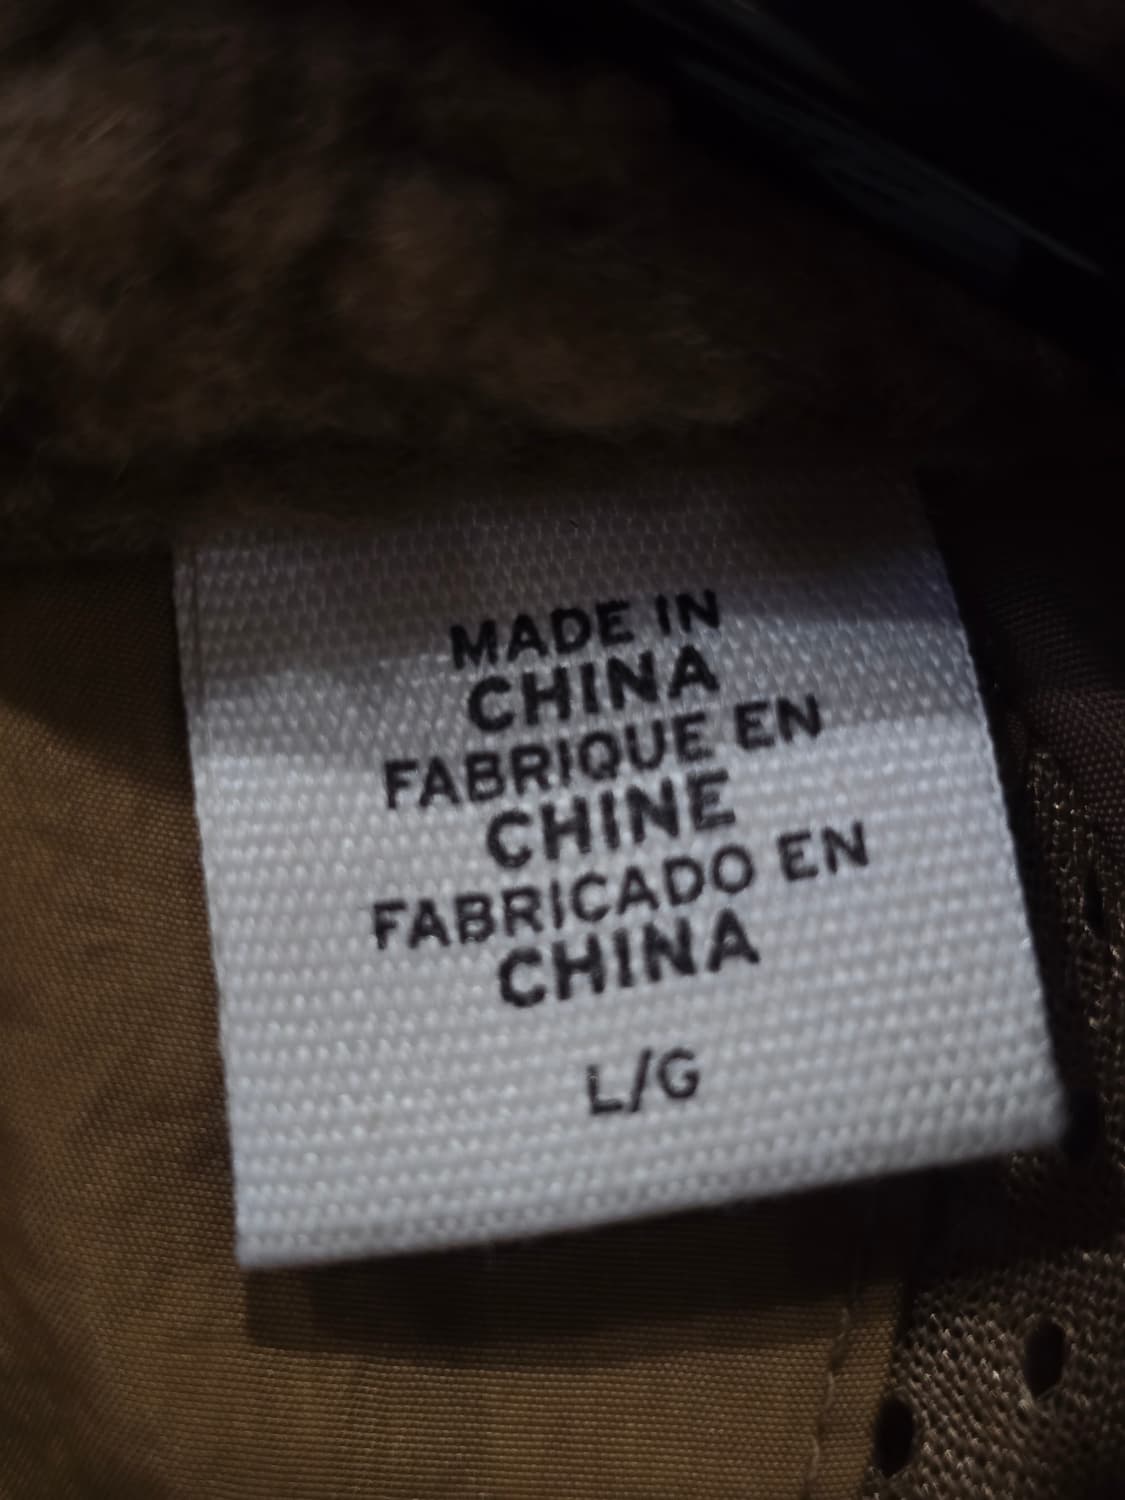 MADE IN
CHINA
FABRIQUE EN
CHINE
FABRICADO EN
CHINA
L/G